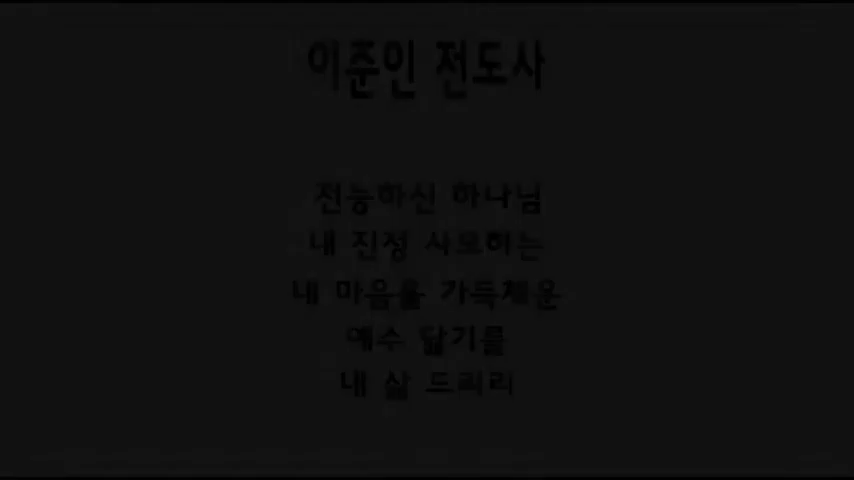 이준인 전도사
전능하신 하나님
내 진정 사모하는
내 마음을 가득채운
예수 닮기를
내 삶 드리리